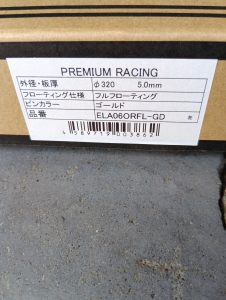 PREMIUM RACING
外径・板厚 φ320 5.0mm
フローティング仕様 フルフローティング
ピンカラー ゴールド
品番 ELA06ORFL-GD
4589719003862